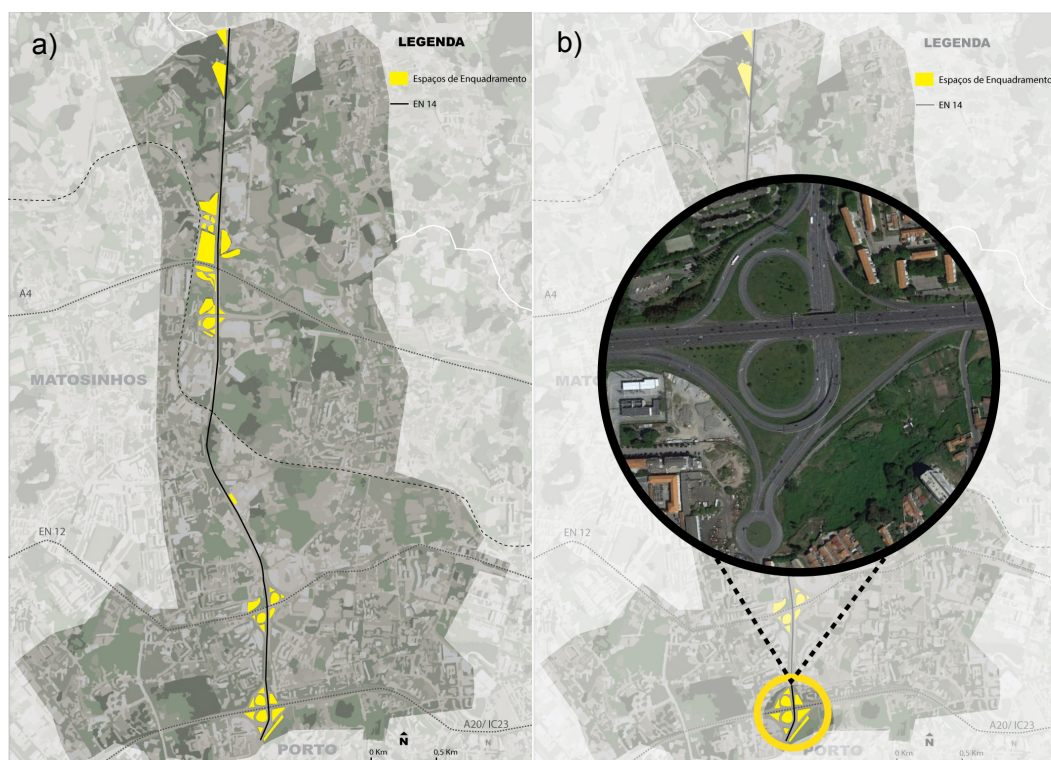 a)
LEGENDA
Espaços de Enquadramento
EN 14
A4
MATOSINHOS
EN 12
A20/ IC23
PORTO
0 Km
0,5 Km
N
b)
LEGENDA
Espaços de Enquadramento
EN 14
A4
EN 12
A20/ IC23
PORTO
0 Km
0,5 Km
N
N